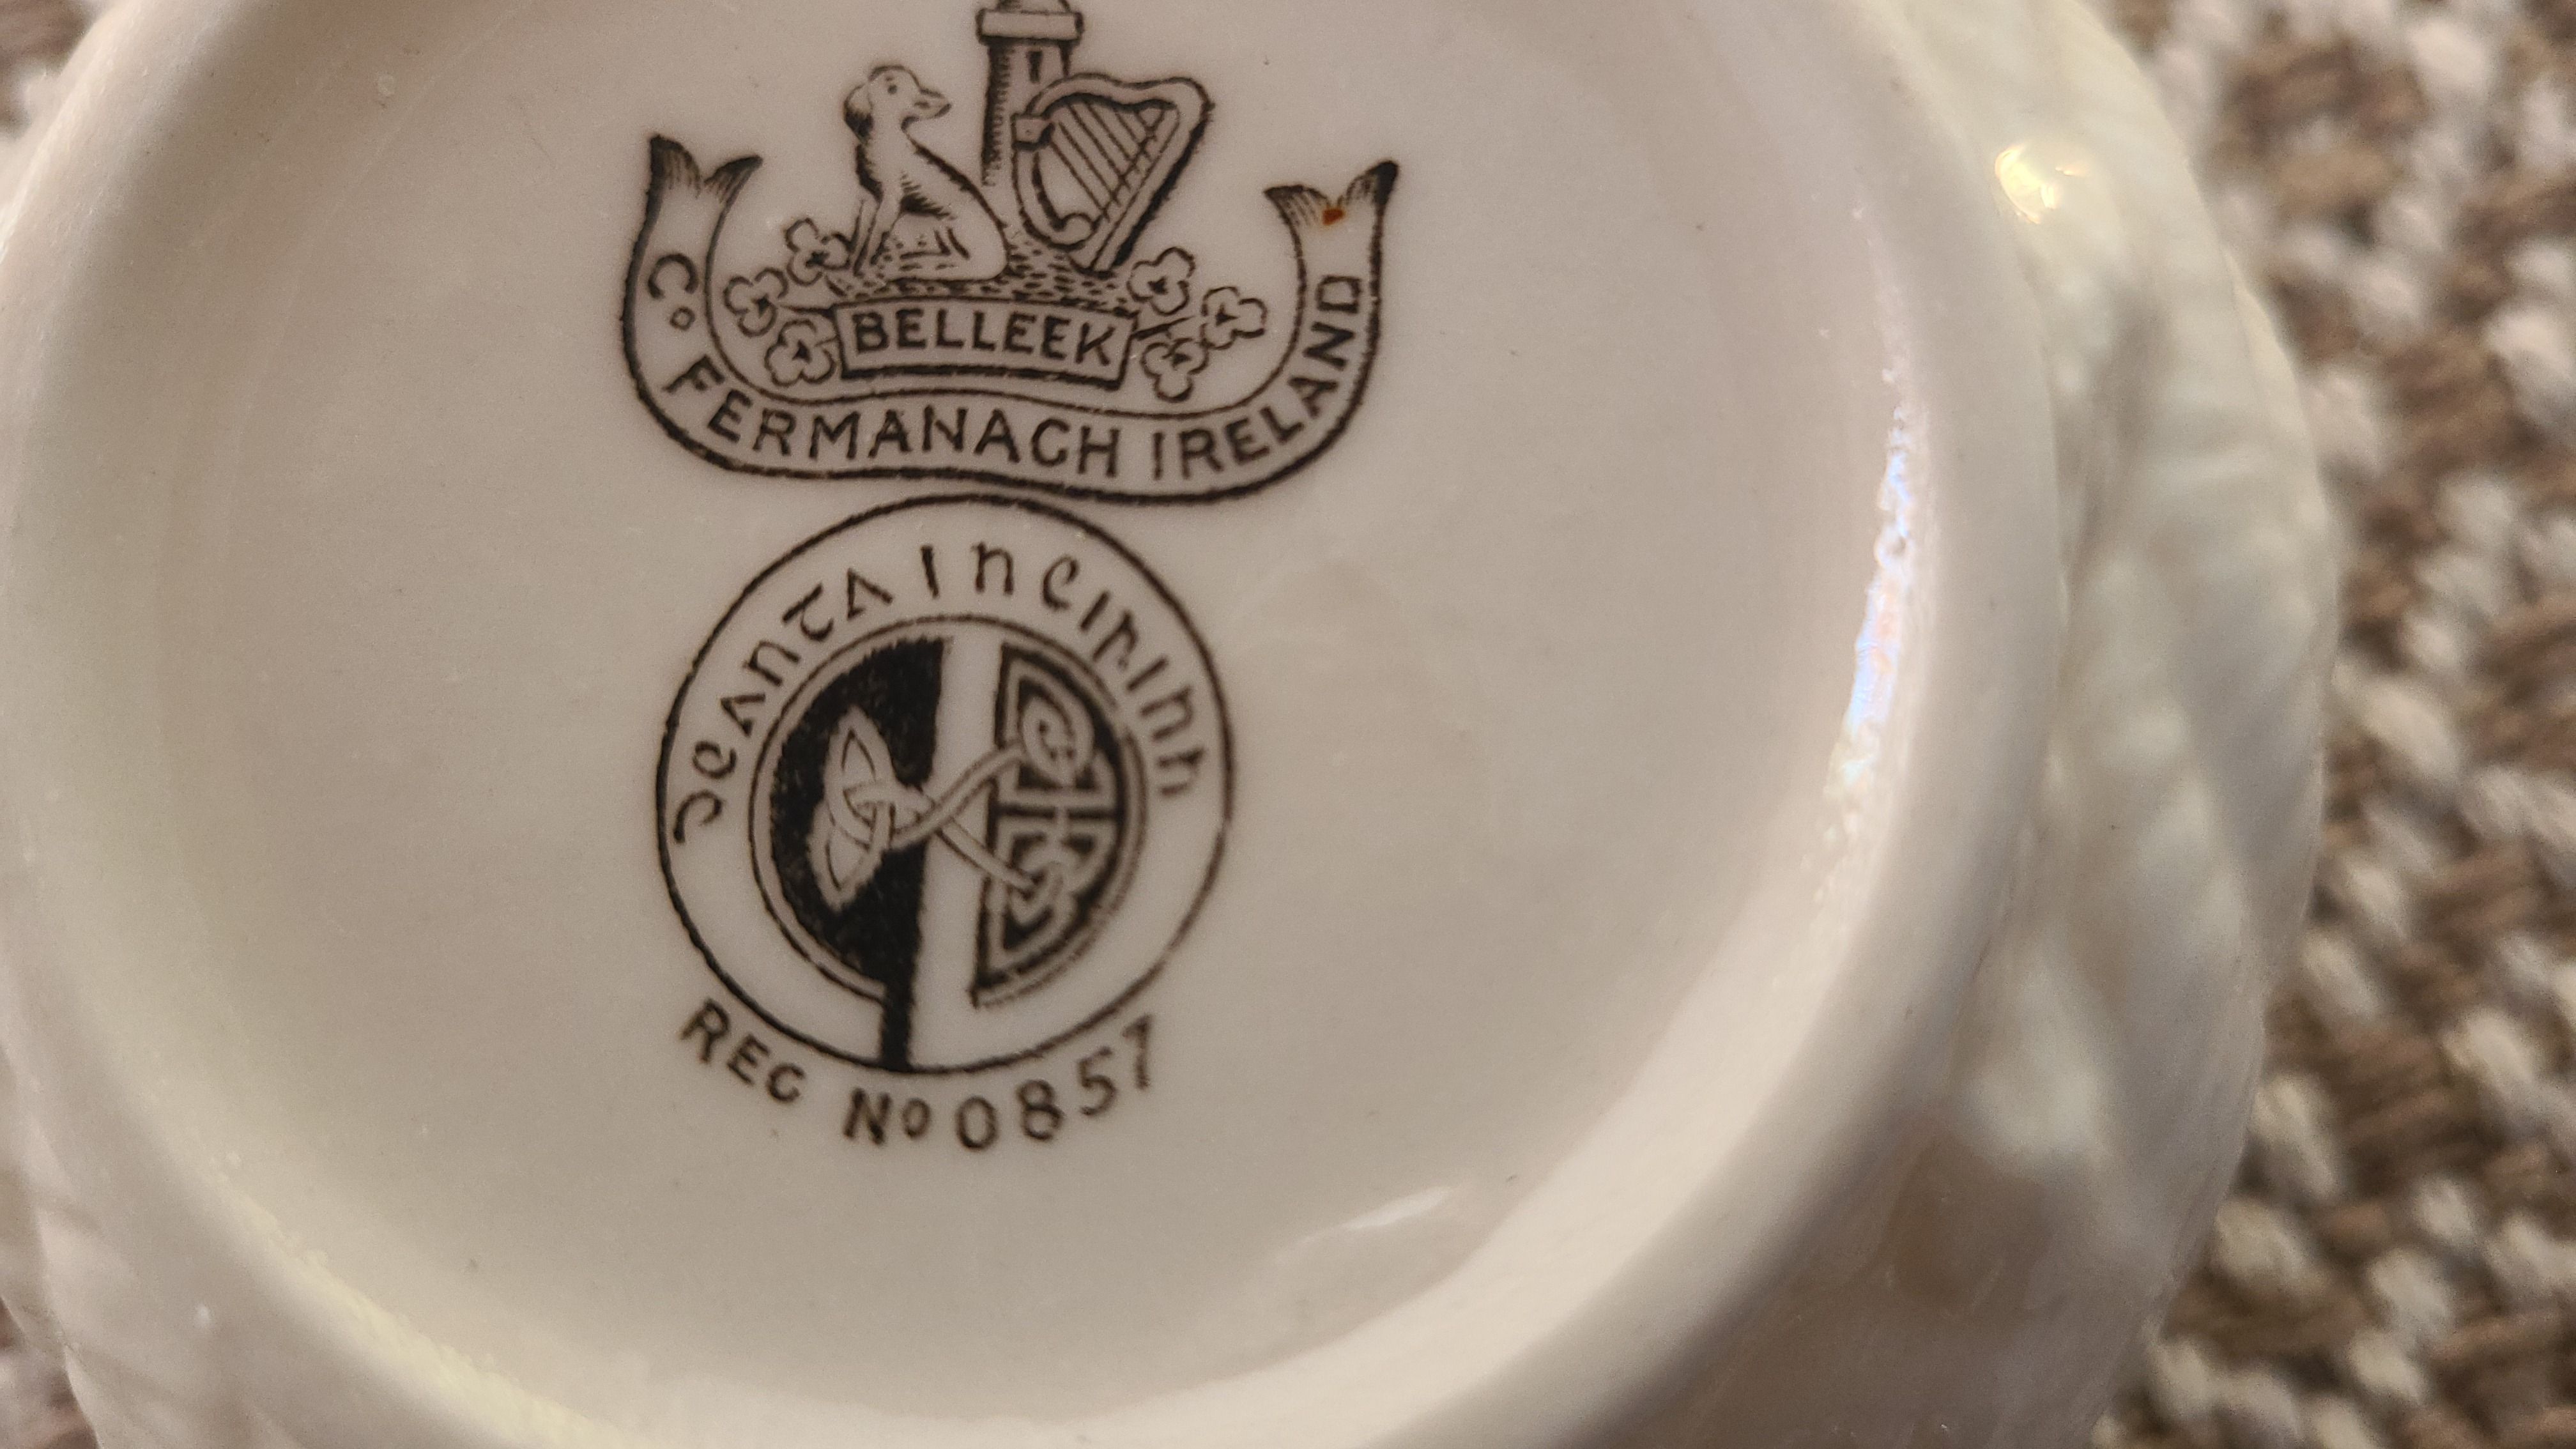 BELLEEK
Co FERMANAGH IRELAND
DEANTA IN EIRINN
REG No 0857